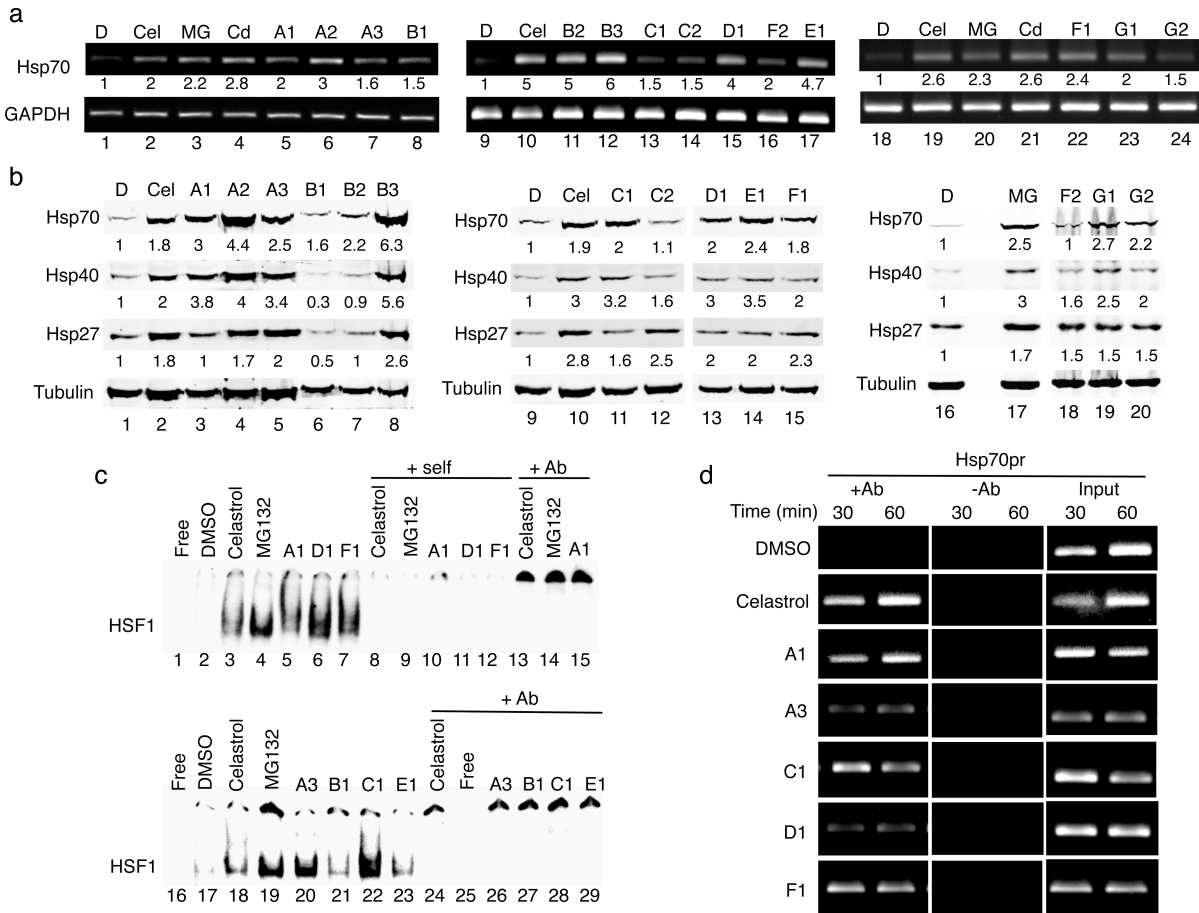 a
D Cel MG Cd A1 A2 A3 B1
Hsp70
1 2 2.2 2.8 2 3 1.6 1.5
GAPDH
1 2 3 4 5 6 7 8
D Cel B2 B3 C1 C2 D1 F2 E1
1 5 5 6 1.5 1.5 4 2 4.7
9 10 11 12 13 14 15 16 17
D Cel MG Cd F1 G1 G2
1 2.6 2.3 2.6 2.4 2 1.5
18 19 20 21 22 23 24
b
D Cel A1 A2 A3 B1 B2 B3
Hsp70
1 1.8 3 4.4 2.5 1.6 2.2 6.3
Hsp40
1 2 3.8 4 3.4 0.3 0.9 5.6
Hsp27
1 1.8 1 1.7 2 0.5 1 2.6
Tubulin
1 2 3 4 5 6 7 8
D Cel C1 C2 D1 E1 F1
Hsp70
1 1.9 2 1.1 2 2.4 1.8
Hsp40
1 3 3.2 1.6 3 3.5 2
Hsp27
1 2.8 1.6 2.5 2 2 2.3
Tubulin
9 10 11 12 13 14 15
D MG F2 G1 G2
Hsp70
1 2.5 1 2.7 2.2
Hsp40
1 3 1.6 2.5 2
Hsp27
1 1.7 1.5 1.5 1.5
Tubulin
16 17 18 19 20
c
+ self + Ab
Free DMSO Celastrol MG132 A1 D1 F1 Celastrol MG132 A1 D1 F1 Celastrol MG132 A1
HSF1
1 2 3 4 5 6 7 8 9 10 11 12 13 14 15
+ Ab
Free DMSO Celastrol MG132 A3 B1 C1 E1 Celastrol Free A3 B1 C1 E1
HSF1
16 17 18 19 20 21 22 23 24 25 26 27 28 29
d
Hsp70pr
+Ab -Ab Input
Time (min) 30 60 30 60 30 60
DMSO
Celastrol
A1
A3
C1
D1
F1